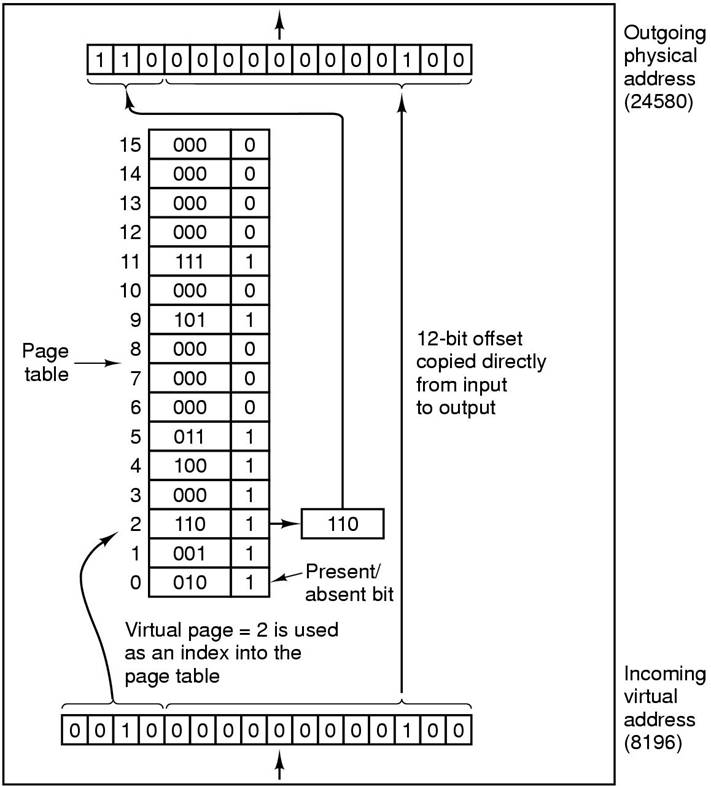 1 1 0 0 0 0 0 0 0 0 0 0 1 0 0
Outgoing
physical
address
(24580)
15 000 0
14 000 0
13 000 0
12 000 0
11 111 1
10 000 0
9 101 1
8 000 0
7 000 0
6 000 0
5 011 1
4 100 1
3 000 1
2 110 1 110
1 001 1
0 010 1
Page
table
12-bit offset
copied directly
from input
to output
Present/
absent bit
Virtual page = 2 is used
as an index into the
page table
0 0 1 0 0 0 0 0 0 0 0 0 0 1 0 0
Incoming
virtual
address
(8196)